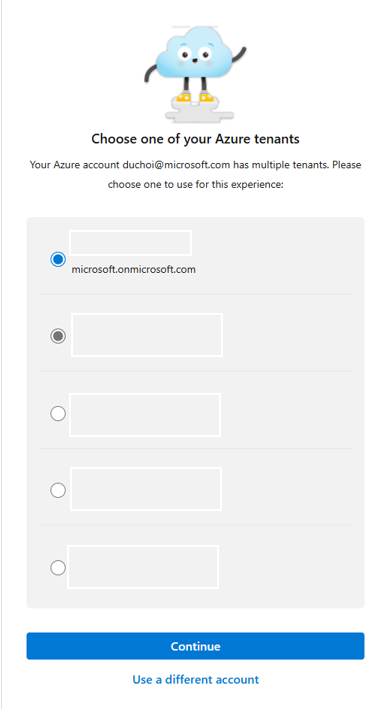 Choose one of your Azure tenants
Your Azure account duchoi@microsoft.com has multiple tenants. Please
choose one to use for this experience:
microsoft.onmicrosoft.com
Continue
Use a different account